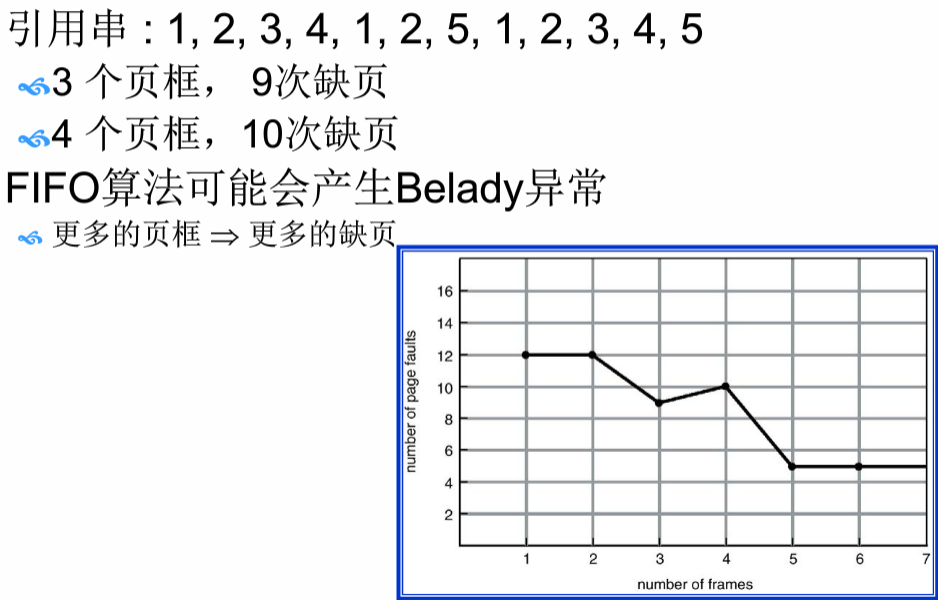 引用串 : 1, 2, 3, 4, 1, 2, 5, 1, 2, 3, 4, 5
3 个页框， 9次缺页
4 个页框，10次缺页
FIFO算法可能会产生Belady异常
更多的页框 ⇒ 更多的缺页
number of page faults
16
14
12
10
8
6
4
2
1 2 3 4 5 6 7
number of frames